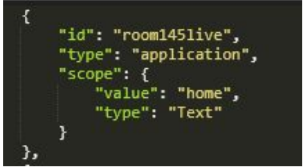 {
"id": "room145live",
"type": "application",
"scope": {
"value": "home",
"type": "Text"
}
},